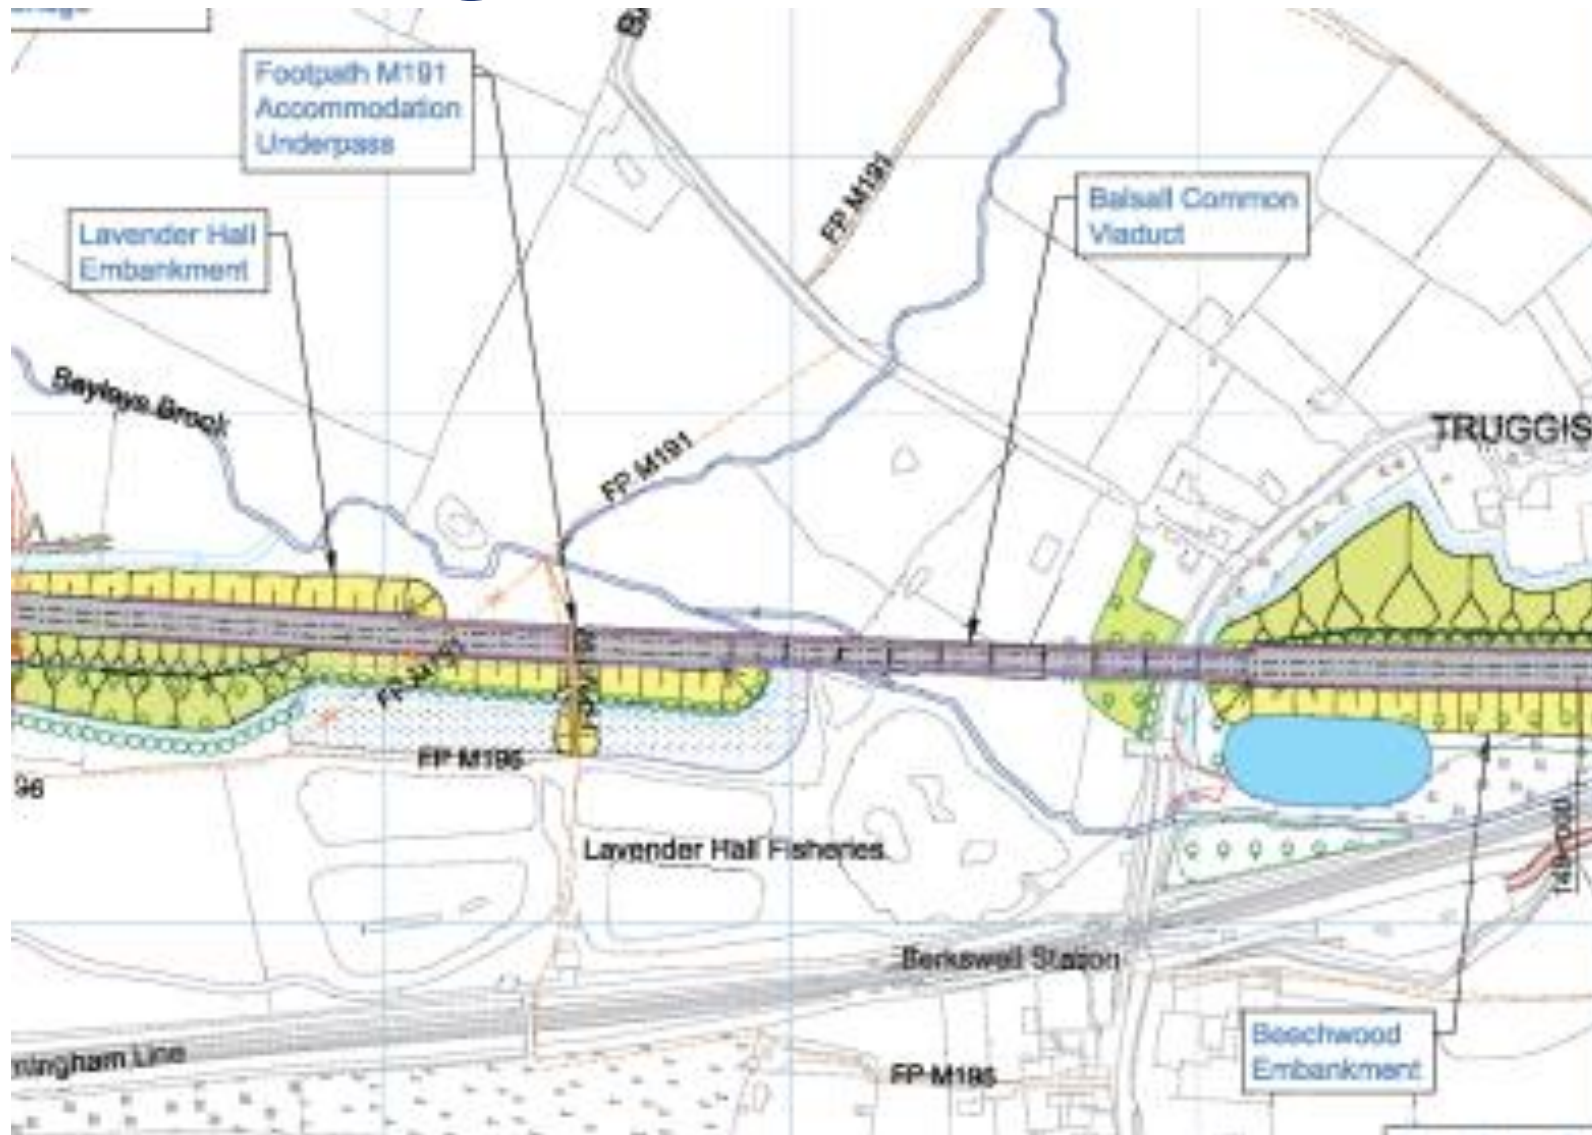 Footpath M191
Accommodation
Underpass
Lavender Hall
Embankment
FP M191
Balsall Common
Viaduct
Bayleys Brook
FP M191
TRUGGIS
FP M196
96
Lavender Hall Fisheries
Berkswell Station
mingham Line
FP M196
Beechwood
Embankment